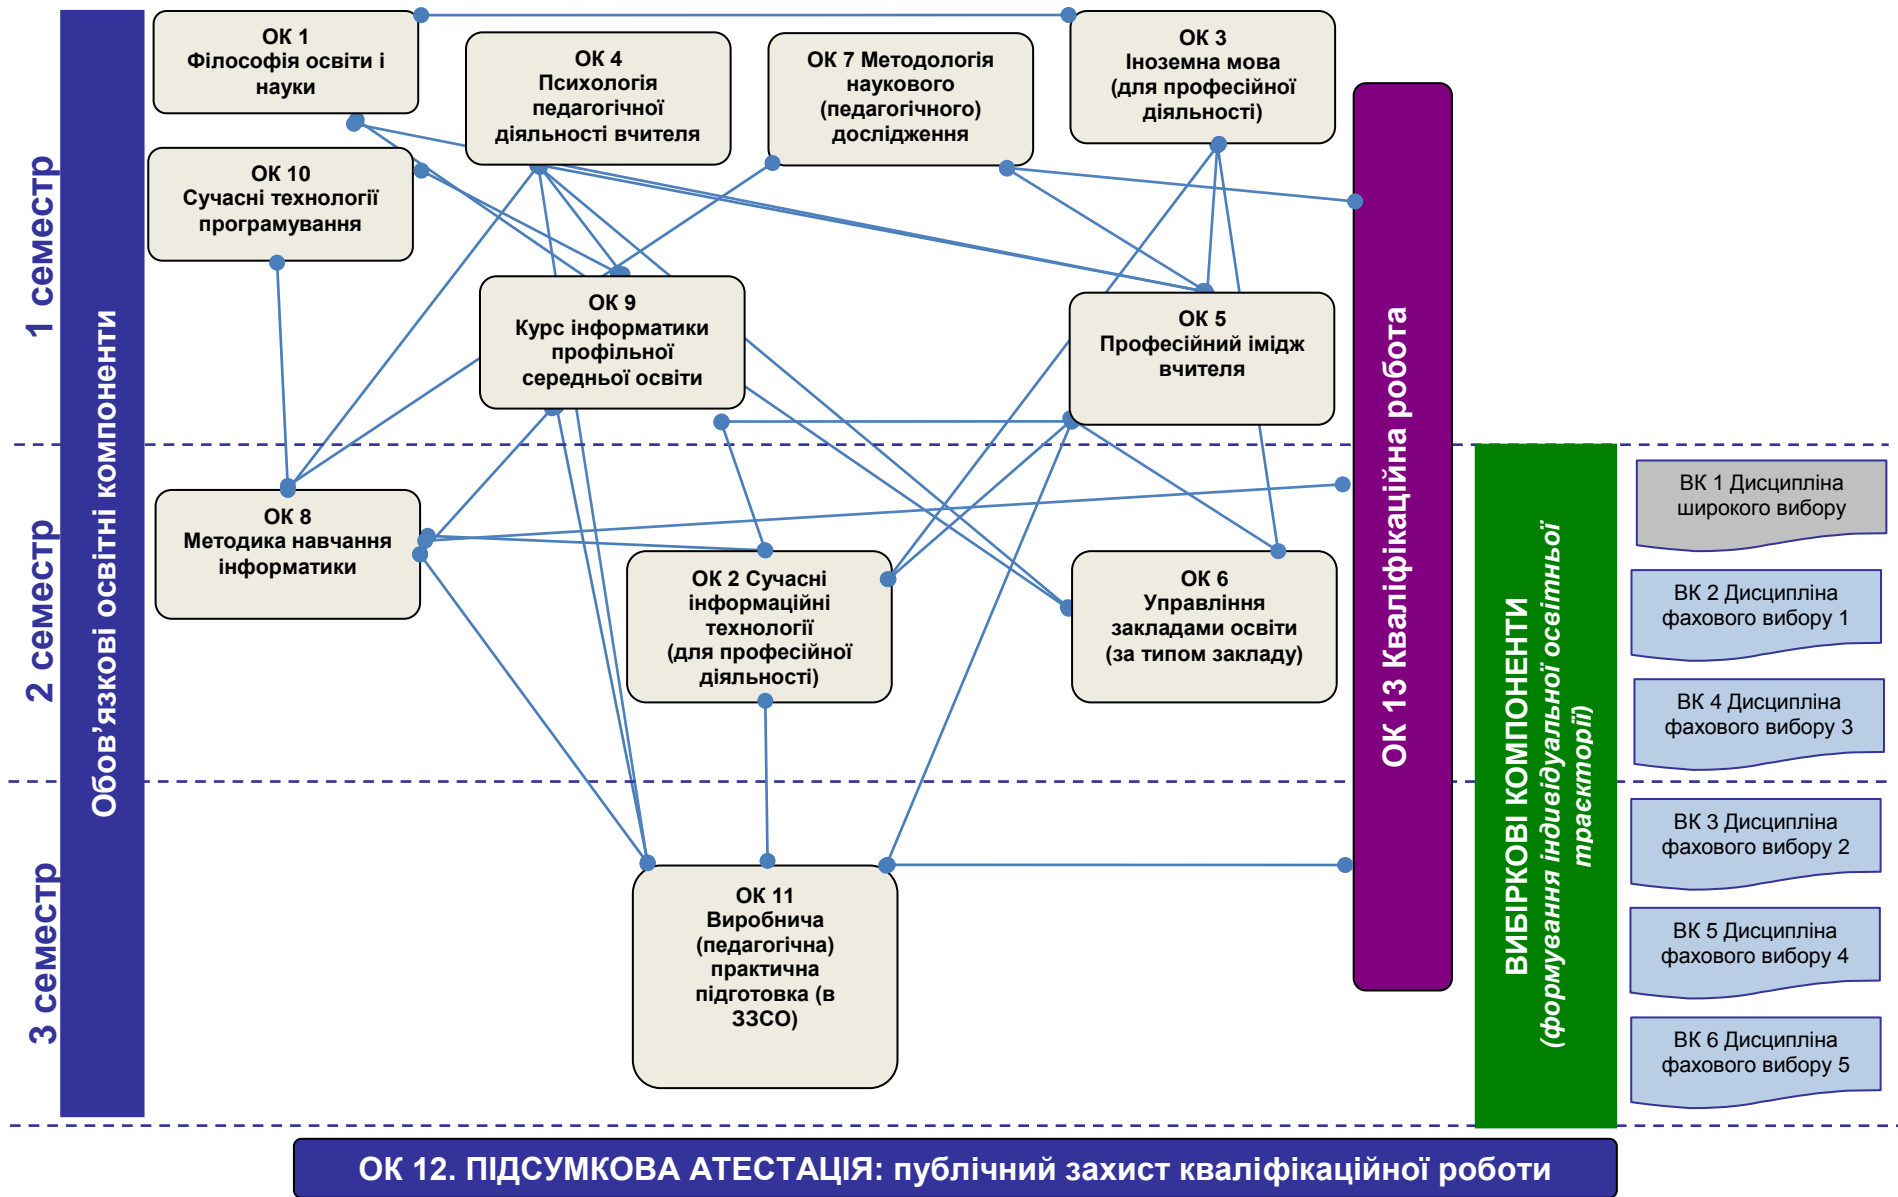 1 семестр
2 семестр
3 семестр
Обов’язкові освітні компоненти
ОК 1
Філософія освіти і
науки
ОК 4
Психологія
педагогічної
діяльності вчителя
ОК 7 Методологія
наукового
(педагогічного)
дослідження
ОК 3
Іноземна мова
(для професійної
діяльності)
ОК 10
Сучасні технології
програмування
ОК 9
Курс інформатики
профільної
середньої освіти
ОК 5
Професійний імідж
вчителя
ОК 8
Методика навчання
інформатики
ОК 2 Сучасні
інформаційні
технології
(для професійної
діяльності)
ОК 6
Управління
закладами освіти
(за типом закладу)
ОК 11
Виробнича
(педагогічна)
практична
підготовка (в
ЗЗСО)
ОК 13 Кваліфікаційна робота
ВИБІРКОВІ КОМПОНЕНТИ
(формування індивідуальної освітньої
траєкторії)
ВК 1 Дисципліна
широкого вибору
ВК 2 Дисципліна
фахового вибору 1
ВК 4 Дисципліна
фахового вибору 3
ВК 3 Дисципліна
фахового вибору 2
ВК 5 Дисципліна
фахового вибору 4
ВК 6 Дисципліна
фахового вибору 5
ОК 12. ПІДСУМКОВА АТЕСТАЦІЯ: публічний захист кваліфікаційної роботи